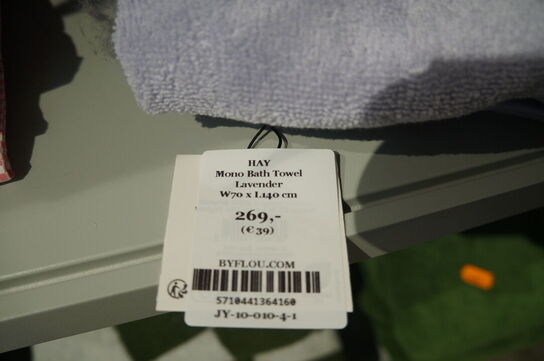 HAY
Mono Bath Towel
Lavender
W70 x L140 cm
269,-
(€ 39)
BYFLOU.COM
5710441364160
JY-10-010-4-1